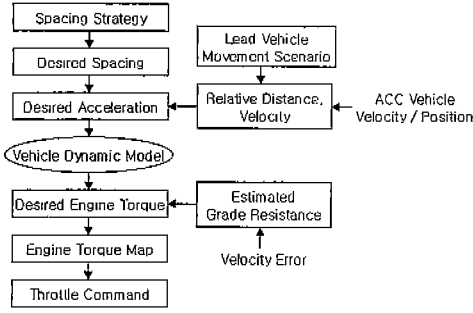 Spacing Strategy
Lead Vehicle
Movement Scenario
Desired Spacing
Desired Acceleration
Relative Distance,
Velocity
ACC Vehicle
Velocity / Position
Vehicle Dynamic Model
Desired Engine Torque
Estimated
Grade Resistance
Engine Torque Map
Velocity Error
Throttle Command